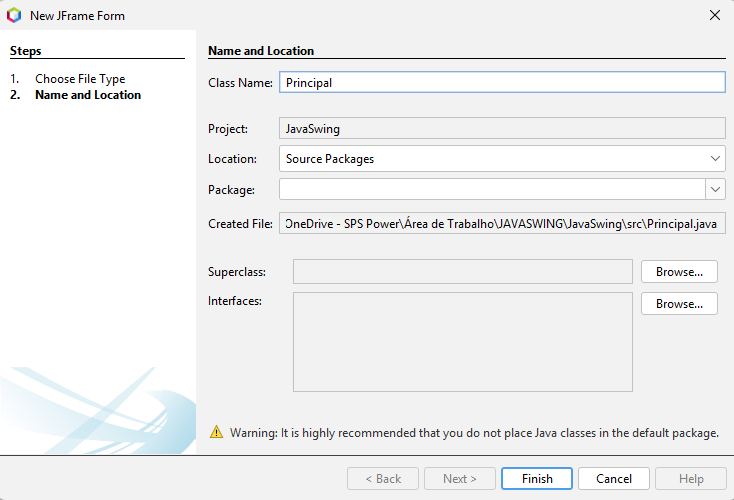 New JFrame Form
Steps
1. Choose File Type
2. Name and Location
Name and Location
Class Name: Principal
Project: JavaSwing
Location: Source Packages
Package:
Created File: OneDrive - SPS Power\Área de Trabalho\JAVASWING\JavaSwing\src\Principal.java
Superclass: Browse...
Interfaces: Browse...
Warning: It is highly recommended that you do not place Java classes in the default package.
< Back Next > Finish Cancel Help